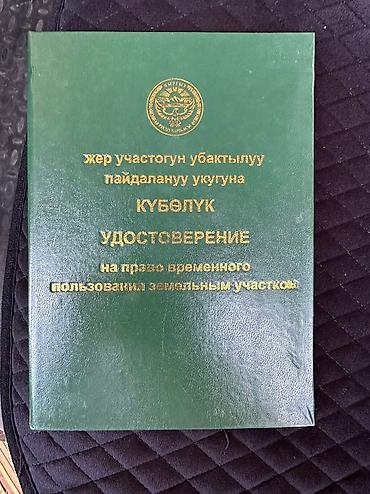 жер участогун убактылуу
пайдалануу укугуна
КҮБӨЛҮК
УДОСТОВЕРЕНИЕ
на право временного
пользования земельным участком